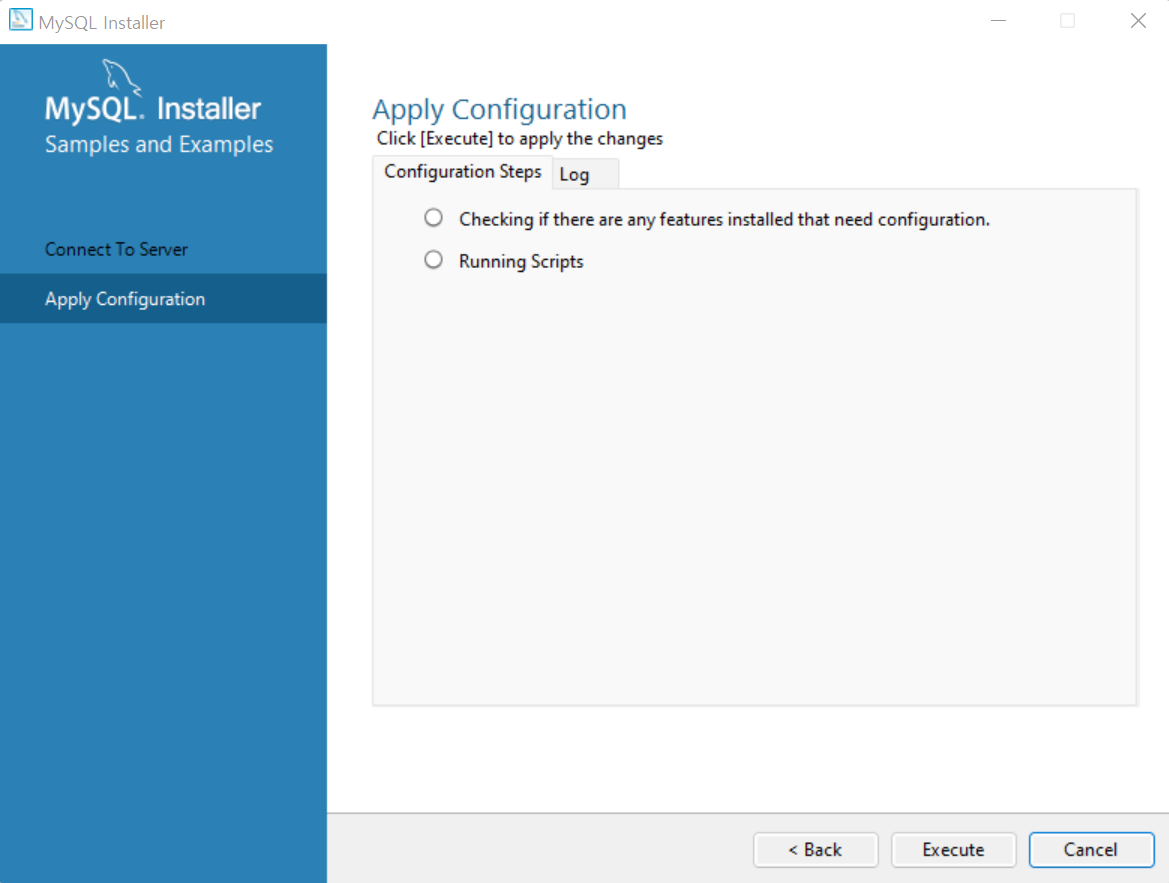 MySQL Installer
MySQL. Installer
Samples and Examples
Connect To Server
Apply Configuration
Apply Configuration
Click [Execute] to apply the changes
Configuration Steps
Log
Checking if there are any features installed that need configuration.
Running Scripts
< Back
Execute
Cancel